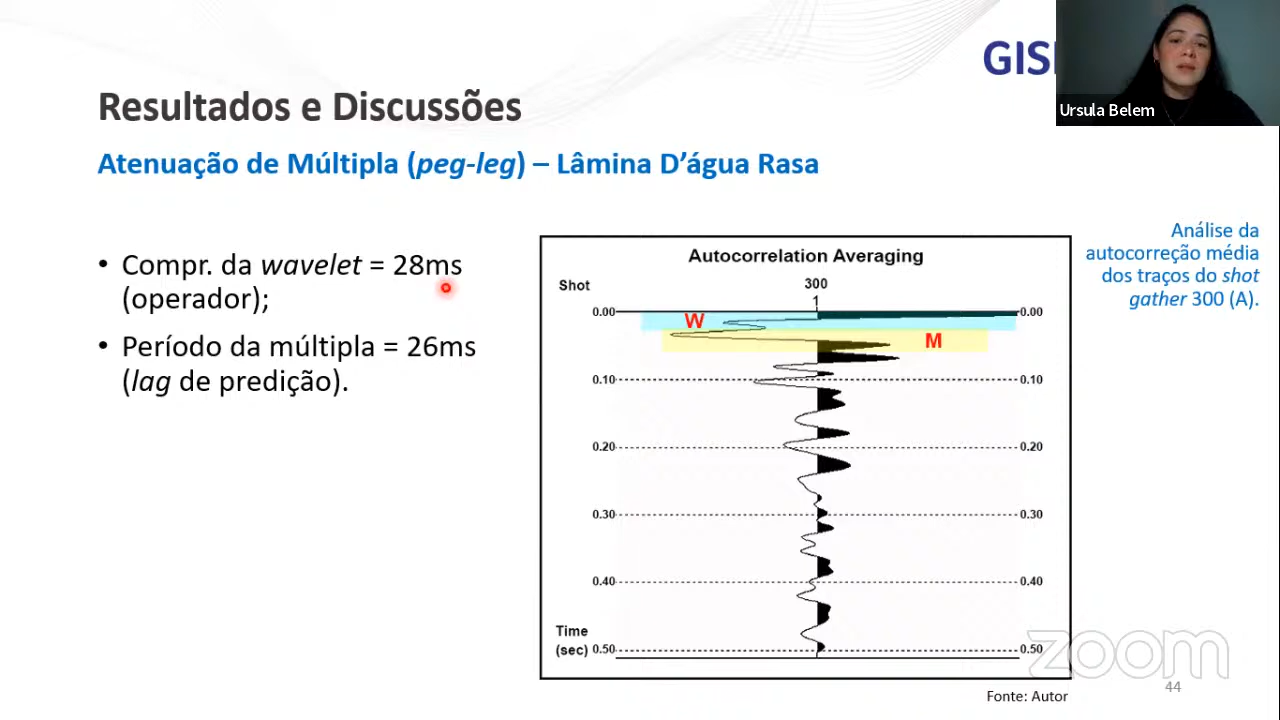 GIS
Ursula Belem
Resultados e Discussões
Atenuação de Múltipla (peg-leg) – Lâmina D'água Rasa
• Compr. da wavelet = 28ms
(operador);
• Período da múltipla = 26ms
(lag de predição).
Autocorrelation Averaging
Shot
300
1
0.00
0.00
W
M
0.10
0.10
0.20
0.20
0.30
0.30
0.40
0.40
Time
(sec)
0.50
0.50
Análise da
autocorreção média
dos traços do shot
gather 300 (A).
zoom
44
Fonte: Autor